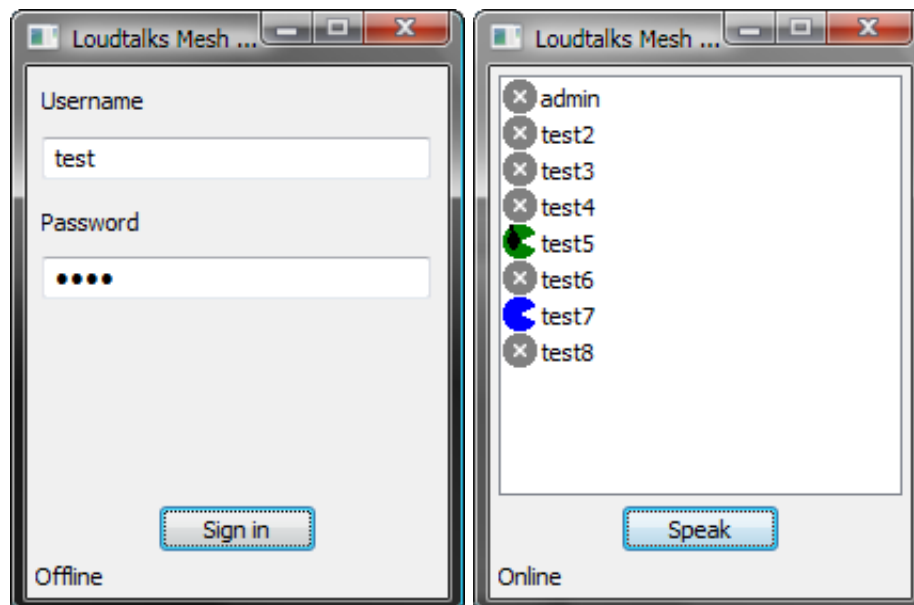 Loudtalks Mesh ...
Username
test
Password
Sign in
Offline
Loudtalks Mesh ...
admin
test2
test3
test4
test5
test6
test7
test8
Speak
Online